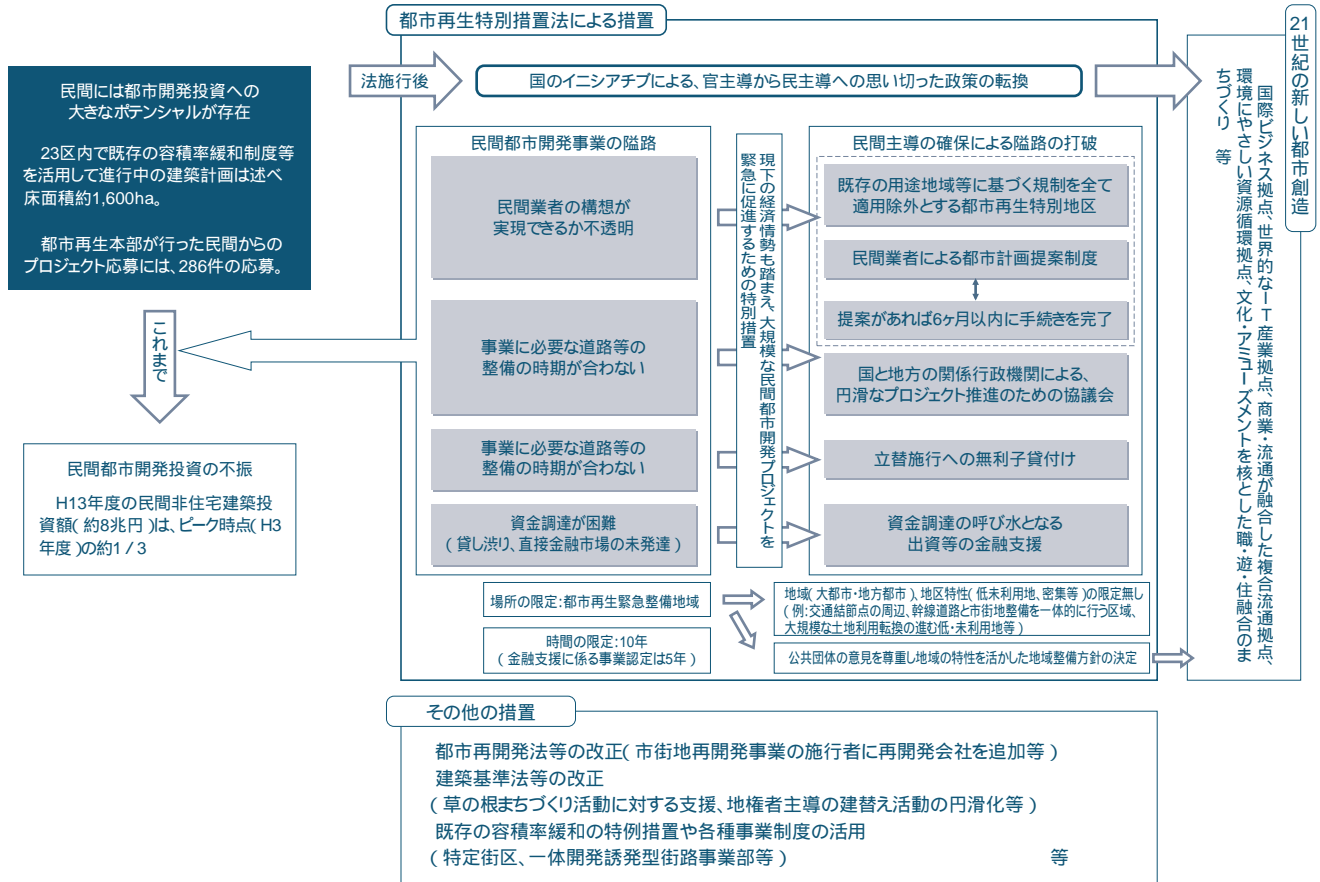 都市再生特別措置法による措置
21世紀の新しい都市創造
民間には都市開発投資への
大きなポテンシャルが存在
23区内で既存の容積率緩和制度等
を活用して進行中の建築計画は述べ
床面積約1,600ha。
都市再生本部が行った民間からの
プロジェクト応募には、286件の応募。
これまで
民間都市開発投資の不振
H13年度の民間非住宅建築投
資額(約8兆円)は、ピーク時点(H3
年度)の約1/3
法施行後
国のイニシアチブによる、官主導から民主導への思い切った政策の転換
民間都市開発事業の隘路
民間業者の構想が
実現できるか不透明
事業に必要な道路等の
整備の時期が合わない
事業に必要な道路等の
整備の時期が合わない
資金調達が困難
(貸し渋り、直接金融市場の未発達)
現下の経済情勢も踏まえ、大規模な民間都市開発プロジェクトを
緊急に促進するための特別措置
民間主導の確保による隘路の打破
既存の用途地域等に基づく規制を全て
適用除外とする都市再生特別地区
民間業者による都市計画提案制度
提案があれば6ヶ月以内に手続きを完了
国と地方の関係行政機関による、
円滑なプロジェクト推進のための協議会
立替施行への無利子貸付け
資金調達の呼び水となる
出資等の金融支援
場所の限定:都市再生緊急整備地域
時間の限定:10年
(金融支援に係る事業認定は5年)
地域(大都市・地方都市)、地区特性(低未利用地、密集等)の限定無し
(例:交通結節点の周辺、幹線道路と市街地整備を一体的に行う区域、
大規模な土地利用転換の進む低・未利用地等)
公共団体の意見を尊重し地域の特性を活かした地域整備方針の決定
国際ビジネス拠点、世界的なIT産業拠点、商業・流通が融合した複合流通拠点、
環境にやさしい資源循環拠点、文化・アミューズメントを核とした職・遊・住融合のま
ちづくり 等
その他の措置
都市再開発法等の改正(市街地再開発事業の施行者に再開発会社を追加等)
建築基準法等の改正
(草の根まちづくり活動に対する支援、地権者主導の建替え活動の円滑化等)
既存の容積率緩和の特例措置や各種事業制度の活用
(特定街区、一体開発誘発型街路事業部等) 等